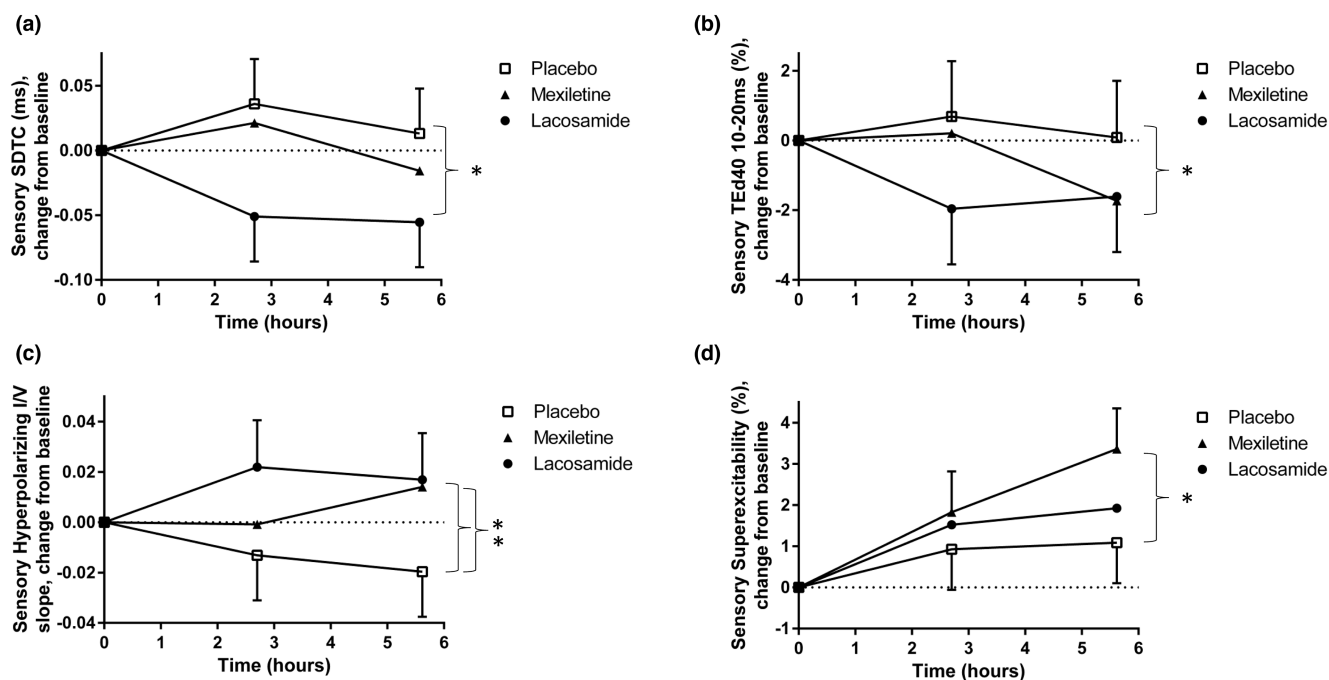 (a)
Sensory SDTC (ms),
change from baseline
0.05
0.00
-0.05
-0.10
0 1 2 3 4 5 6
Time (hours)
Placebo
Mexiletine
Lacosamide
*
(b)
Sensory TEd40 10-20ms (%),
change from baseline
2
0
-2
-4
0 1 2 3 4 5 6
Time (hours)
Placebo
Mexiletine
Lacosamide
*
(c)
Sensory Hyperpolarizing I/V
slope, change from baseline
0.04
0.02
0.00
-0.02
-0.04
0 1 2 3 4 5 6
Time (hours)
Placebo
Mexiletine
Lacosamide
*
*
(d)
Sensory Superexcitability (%),
change from baseline
4
3
2
1
0
-1
0 1 2 3 4 5 6
Time (hours)
Mexiletine
Lacosamide
Placebo
*